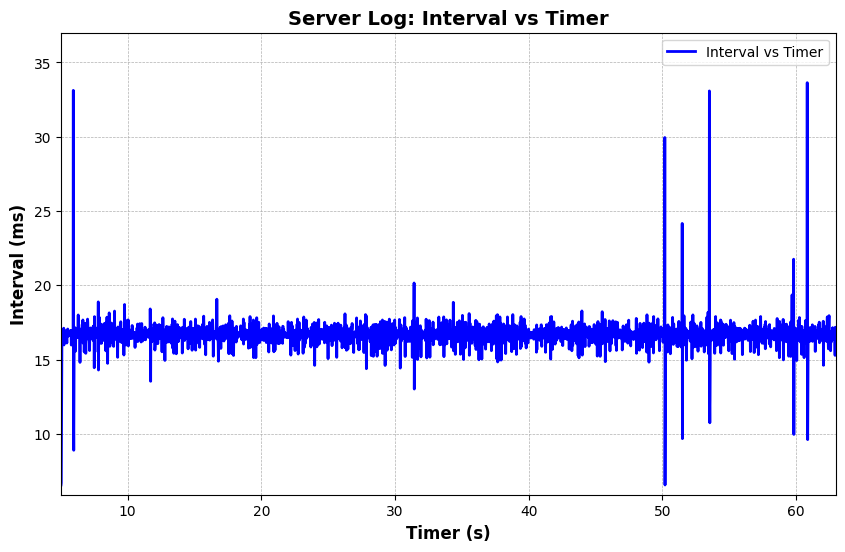 Server Log: Interval vs Timer
Interval vs Timer
35
30
25
20
15
10
Interval (ms)
10 20 30 40 50 60
Timer (s)